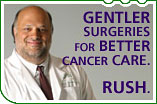 GENTLER
SURGERIES
FOR BETTER
CANCER CARE.
RUSH.